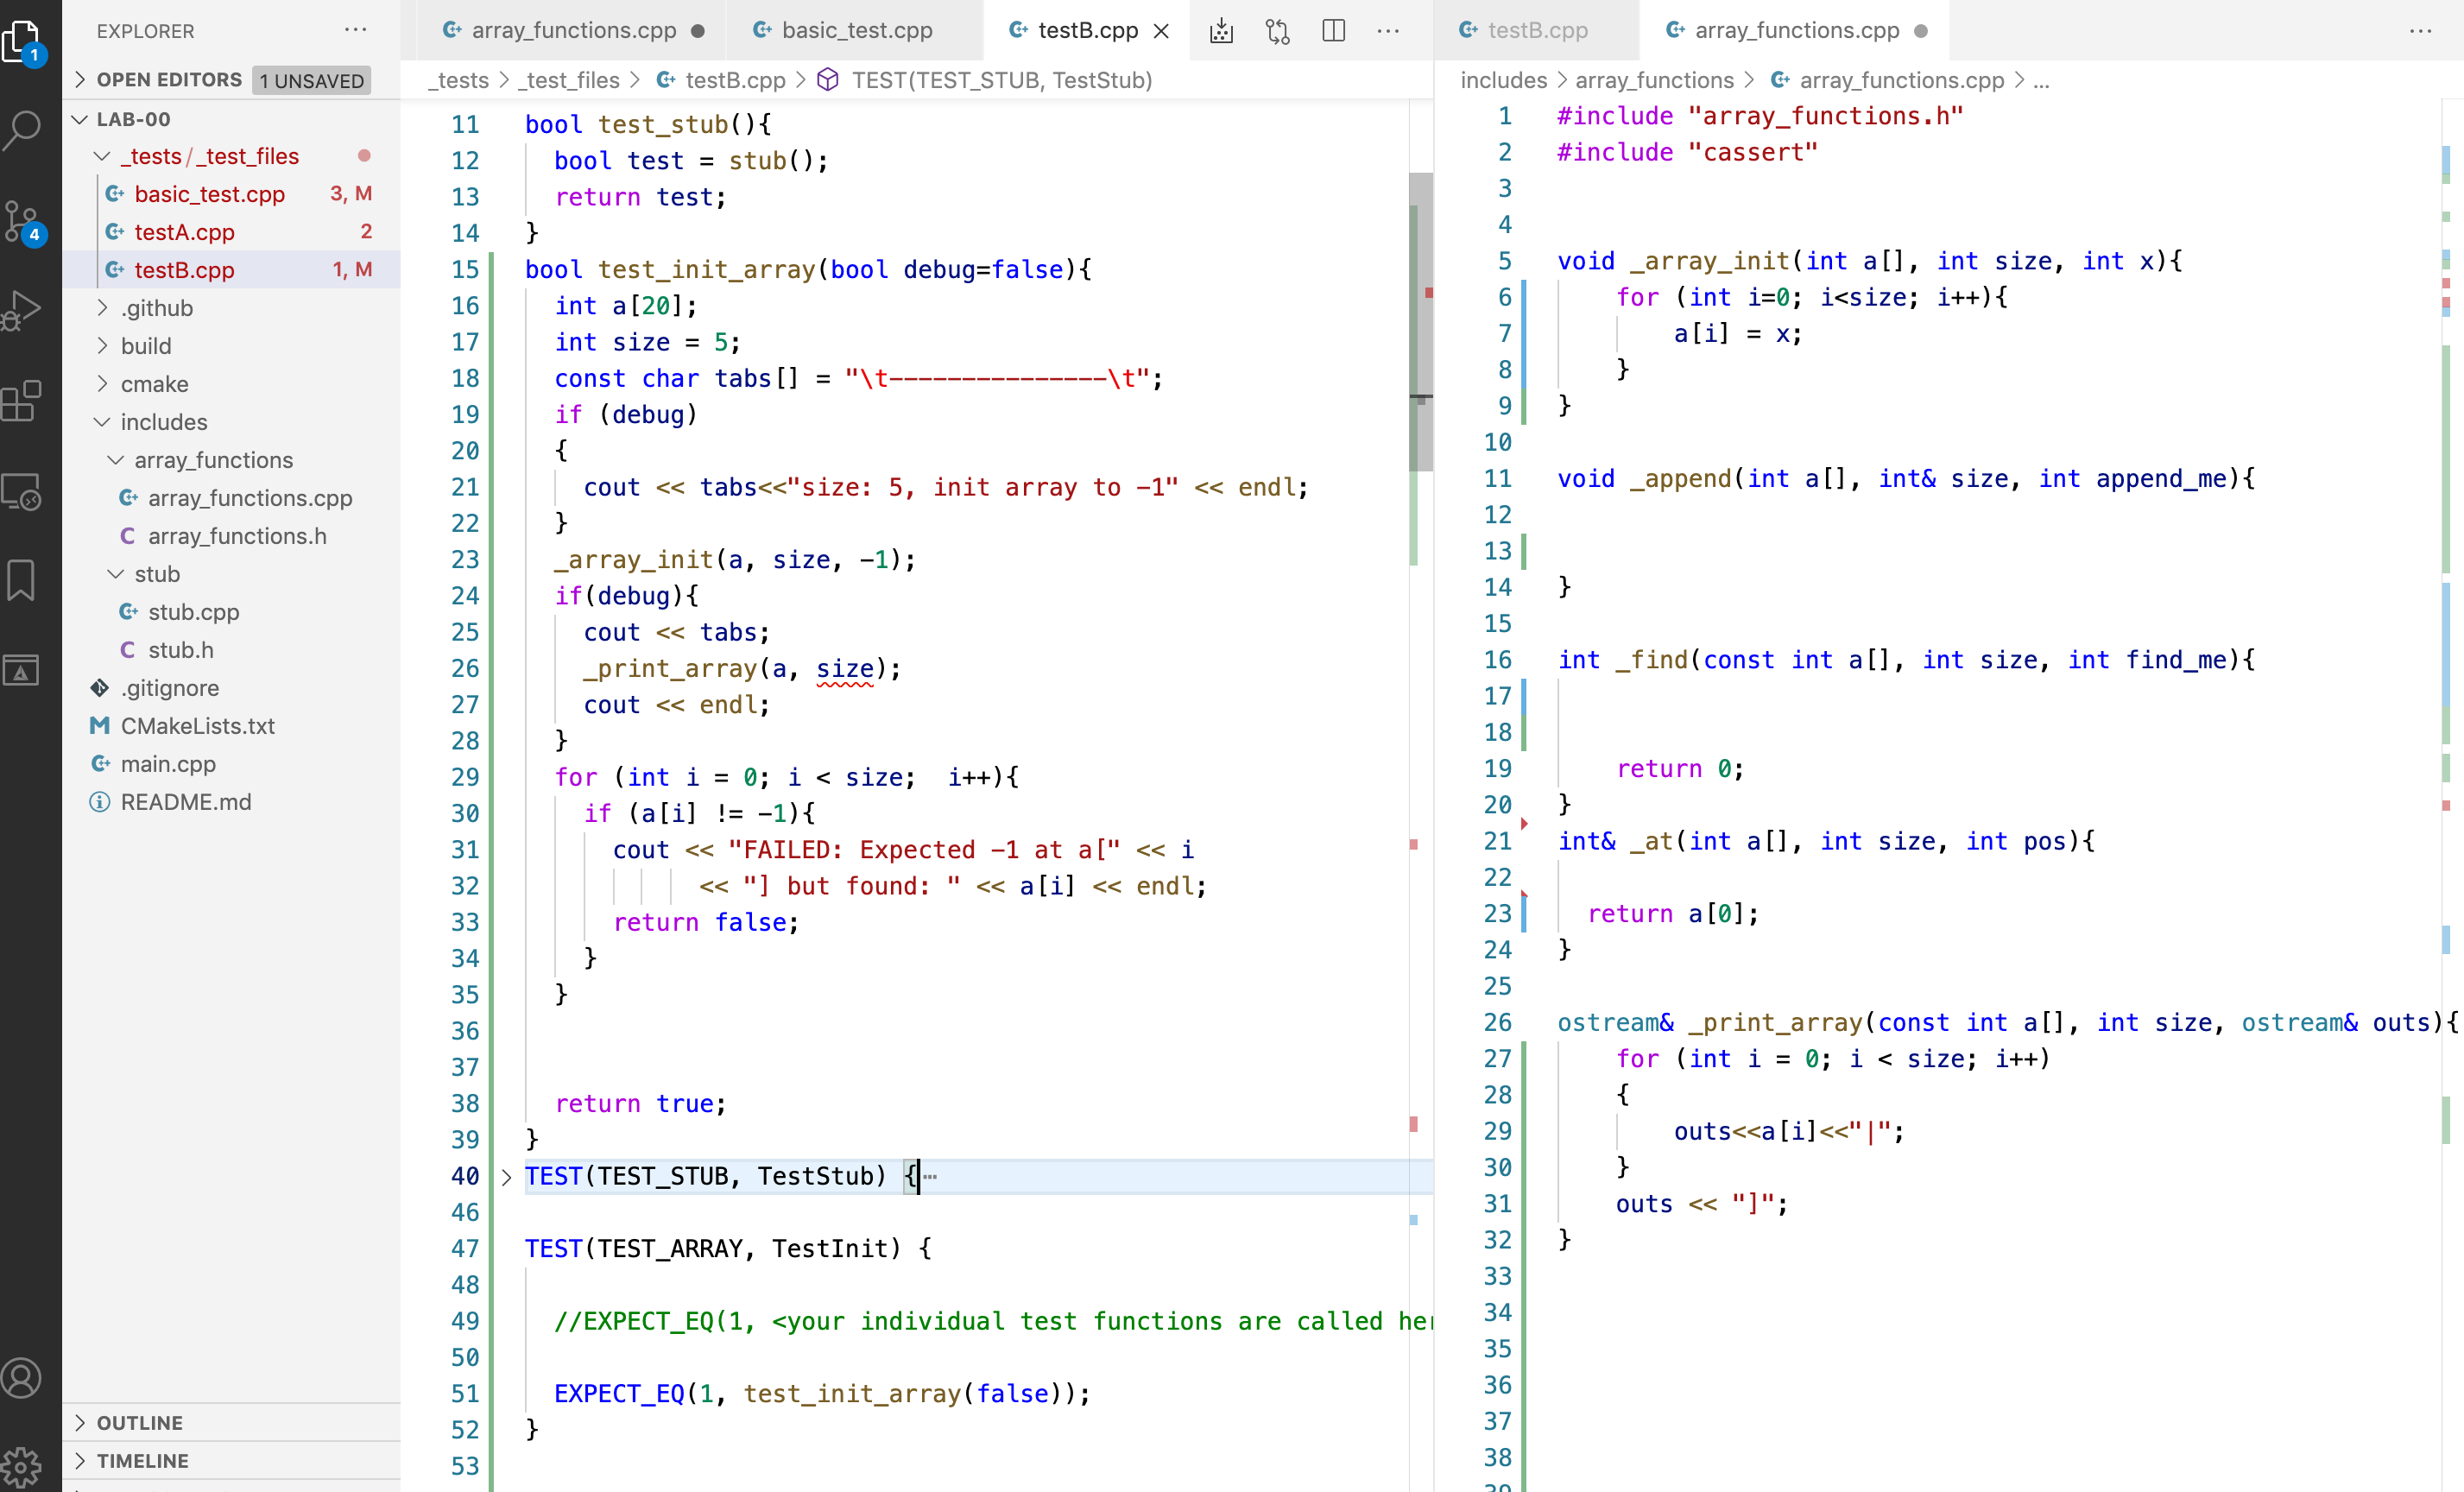 EXPLORER
OPEN EDITORS 1 UNSAVED
LAB-00
_tests/_test_files
basic_test.cpp 3, M
testA.cpp 2
testB.cpp 1, M
.github
build
cmake
includes
array_functions
array_functions.cpp
array_functions.h
stub
stub.cpp
stub.h
.gitignore
CMakeLists.txt
main.cpp
README.md
OUTLINE
TIMELINE
1
4
array_functions.cpp
basic_test.cpp
testB.cpp
_tests > _test_files > testB.cpp > TEST(TEST_STUB, TestStub)
11 bool test_stub(){
12 bool test = stub();
13 return test;
14 }
15 bool test_init_array(bool debug=false){
16 int a[20];
17 int size = 5;
18 const char tabs[] = "\t---------------\t";
19 if (debug)
20 {
21 cout << tabs<<"size: 5, init array to -1" << endl;
22 }
23 _array_init(a, size, -1);
24 if(debug){
25 cout << tabs;
26 _print_array(a, size);
27 cout << endl;
28 }
29 for (int i = 0; i < size;  i++){
30 if (a[i] != -1){
31 cout << "FAILED: Expected -1 at a[" << i
32 << "] but found: " << a[i] << endl;
33 return false;
34 }
35 }
36
37
38 return true;
39 }
40 TEST(TEST_STUB, TestStub) {…
46
47 TEST(TEST_ARRAY, TestInit) {
48
49 //EXPECT_EQ(1, <your individual test functions are called her
50
51 EXPECT_EQ(1, test_init_array(false));
52 }
53
testB.cpp
array_functions.cpp
includes > array_functions > array_functions.cpp > ...
1 #include "array_functions.h"
2 #include "cassert"
3
4
5 void _array_init(int a[], int size, int x){
6 for (int i=0; i<size; i++){
7 a[i] = x;
8 }
9 }
10
11 void _append(int a[], int& size, int append_me){
12
13
14 }
15
16 int _find(const int a[], int size, int find_me){
17
18
19 return 0;
20 }
21 int& _at(int a[], int size, int pos){
22
23 return a[0];
24 }
25
26 ostream& _print_array(const int a[], int size, ostream& outs){
27 for (int i = 0; i < size; i++)
28 {
29 outs<<a[i]<<"|";
30 }
31 outs << "]";
32 }
33
34
35
36
37
38